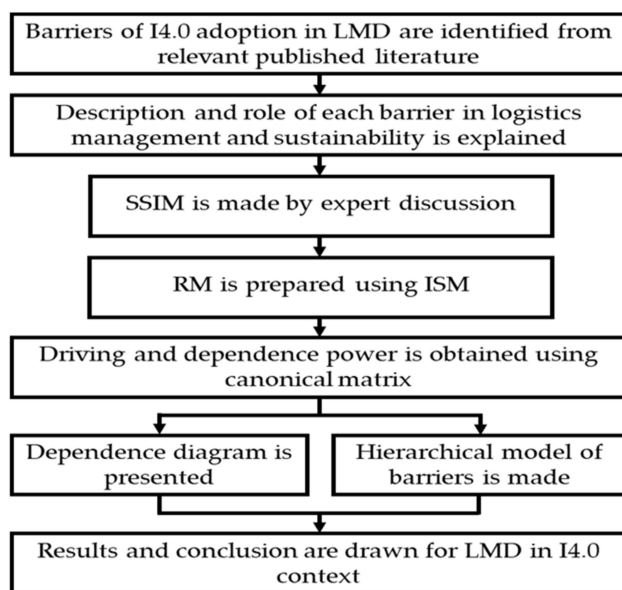 Barriers of I4.0 adoption in LMD are identified from
relevant published literature
Description and role of each barrier in logistics
management and sustainability is explained
SSIM is made by expert discussion
RM is prepared using ISM
Driving and dependence power is obtained using
canonical matrix
Dependence diagram is
presented
Hierarchical model of
barriers is made
Results and conclusion are drawn for LMD in I4.0
context